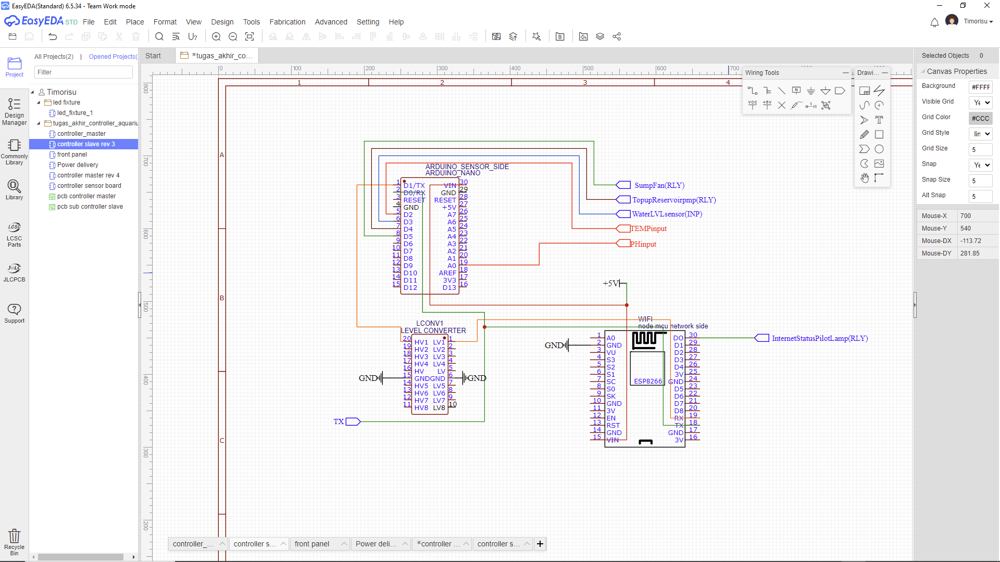 EasyEDA(Standard) 6.5.34 - Team Work mode
EasyEDA STD File Edit Place Format View Design Tools Fabrication Advanced Setting Help
Timorisu
Project
Design Manager
Commonly Library
Library
LCSC
LCSC Parts
JLCPCB
Support
Recycle Bin
All Projects(2) | Opened Projects(
Filter
Timorisu
led fixture
led_fixture_1
tugas_akhir_controller_aquariu
controller_master
controller slave rev 3
front panel
Power delivery
controller master rev 4
controller sensor board
pcb controller master
pcb sub controller slave
Start
*tugas_akhir_co...
0 100 200 300 400 500 600 700
800
700
600
500
400
300
200
1 2 3 4
A
B
C
Wiring Tools
VCC +5V
Drawi...
ARDUINO_SENSOR_SIDE
ARDUINO_NANO
1 D1/TX VIN 30
2 D0/RX GND 29
3 RESET RESET 28
4 GND +5V 27
5 D2 A7 26
6 D3 A6 25
7 D4 A5 24
8 D5 A4 23
9 D6 A3 22
10 D7 A2 21
11 D8 A1 20
12 D9 A0 19
13 D10 AREF 18
14 D11 3V3 17
15 D12 D13 16
SumpFan(RLY)
TopupReservoirpmp(RLY)
WaterLVLsensor(INP)
TEMPinput
PHinput
+5V
LCONV1
LEVEL CONVERTER
20 HV1 LV1 1
19 HV2 LV2 2
18 HV3 LV3 3
17 HV4 LV4 4
16 HV LV 5
GND 15 GND GND 6 GND
14 HV5 LV5 7
13 HV6 LV6 8
12 HV7 LV7 9
11 HV8 LV8 10
TX
WIFI
node mcu network side
GND
1 A0 DO 30
2 GND D1 29
3 VU D2 28
4 S3 D3 27
5 S2 D4 26
6 S1 3V 25
7 SC GND 24
8 S0 D5 23
9 SK D6 22
10 GND D7 21
11 3V D8 20
12 EN RX 19
13 RST TX 18
14 GND GND 17
15 VIN 3V 16
ESP8266
InternetStatusPilotLamp(RLY)
controller_...
controller s...
front panel
Power deli...
*controller ...
controller s...
Selected Objects 0
Canvas Properties
Background #FFFF
Visible Grid Ye
Grid Color #CCC
Grid Style lin
Grid Size 5
Snap Ye
Snap Size 5
Alt Snap 5
Mouse-X 700
Mouse-Y 540
Mouse-DX -113.72
Mouse-DY 281.85